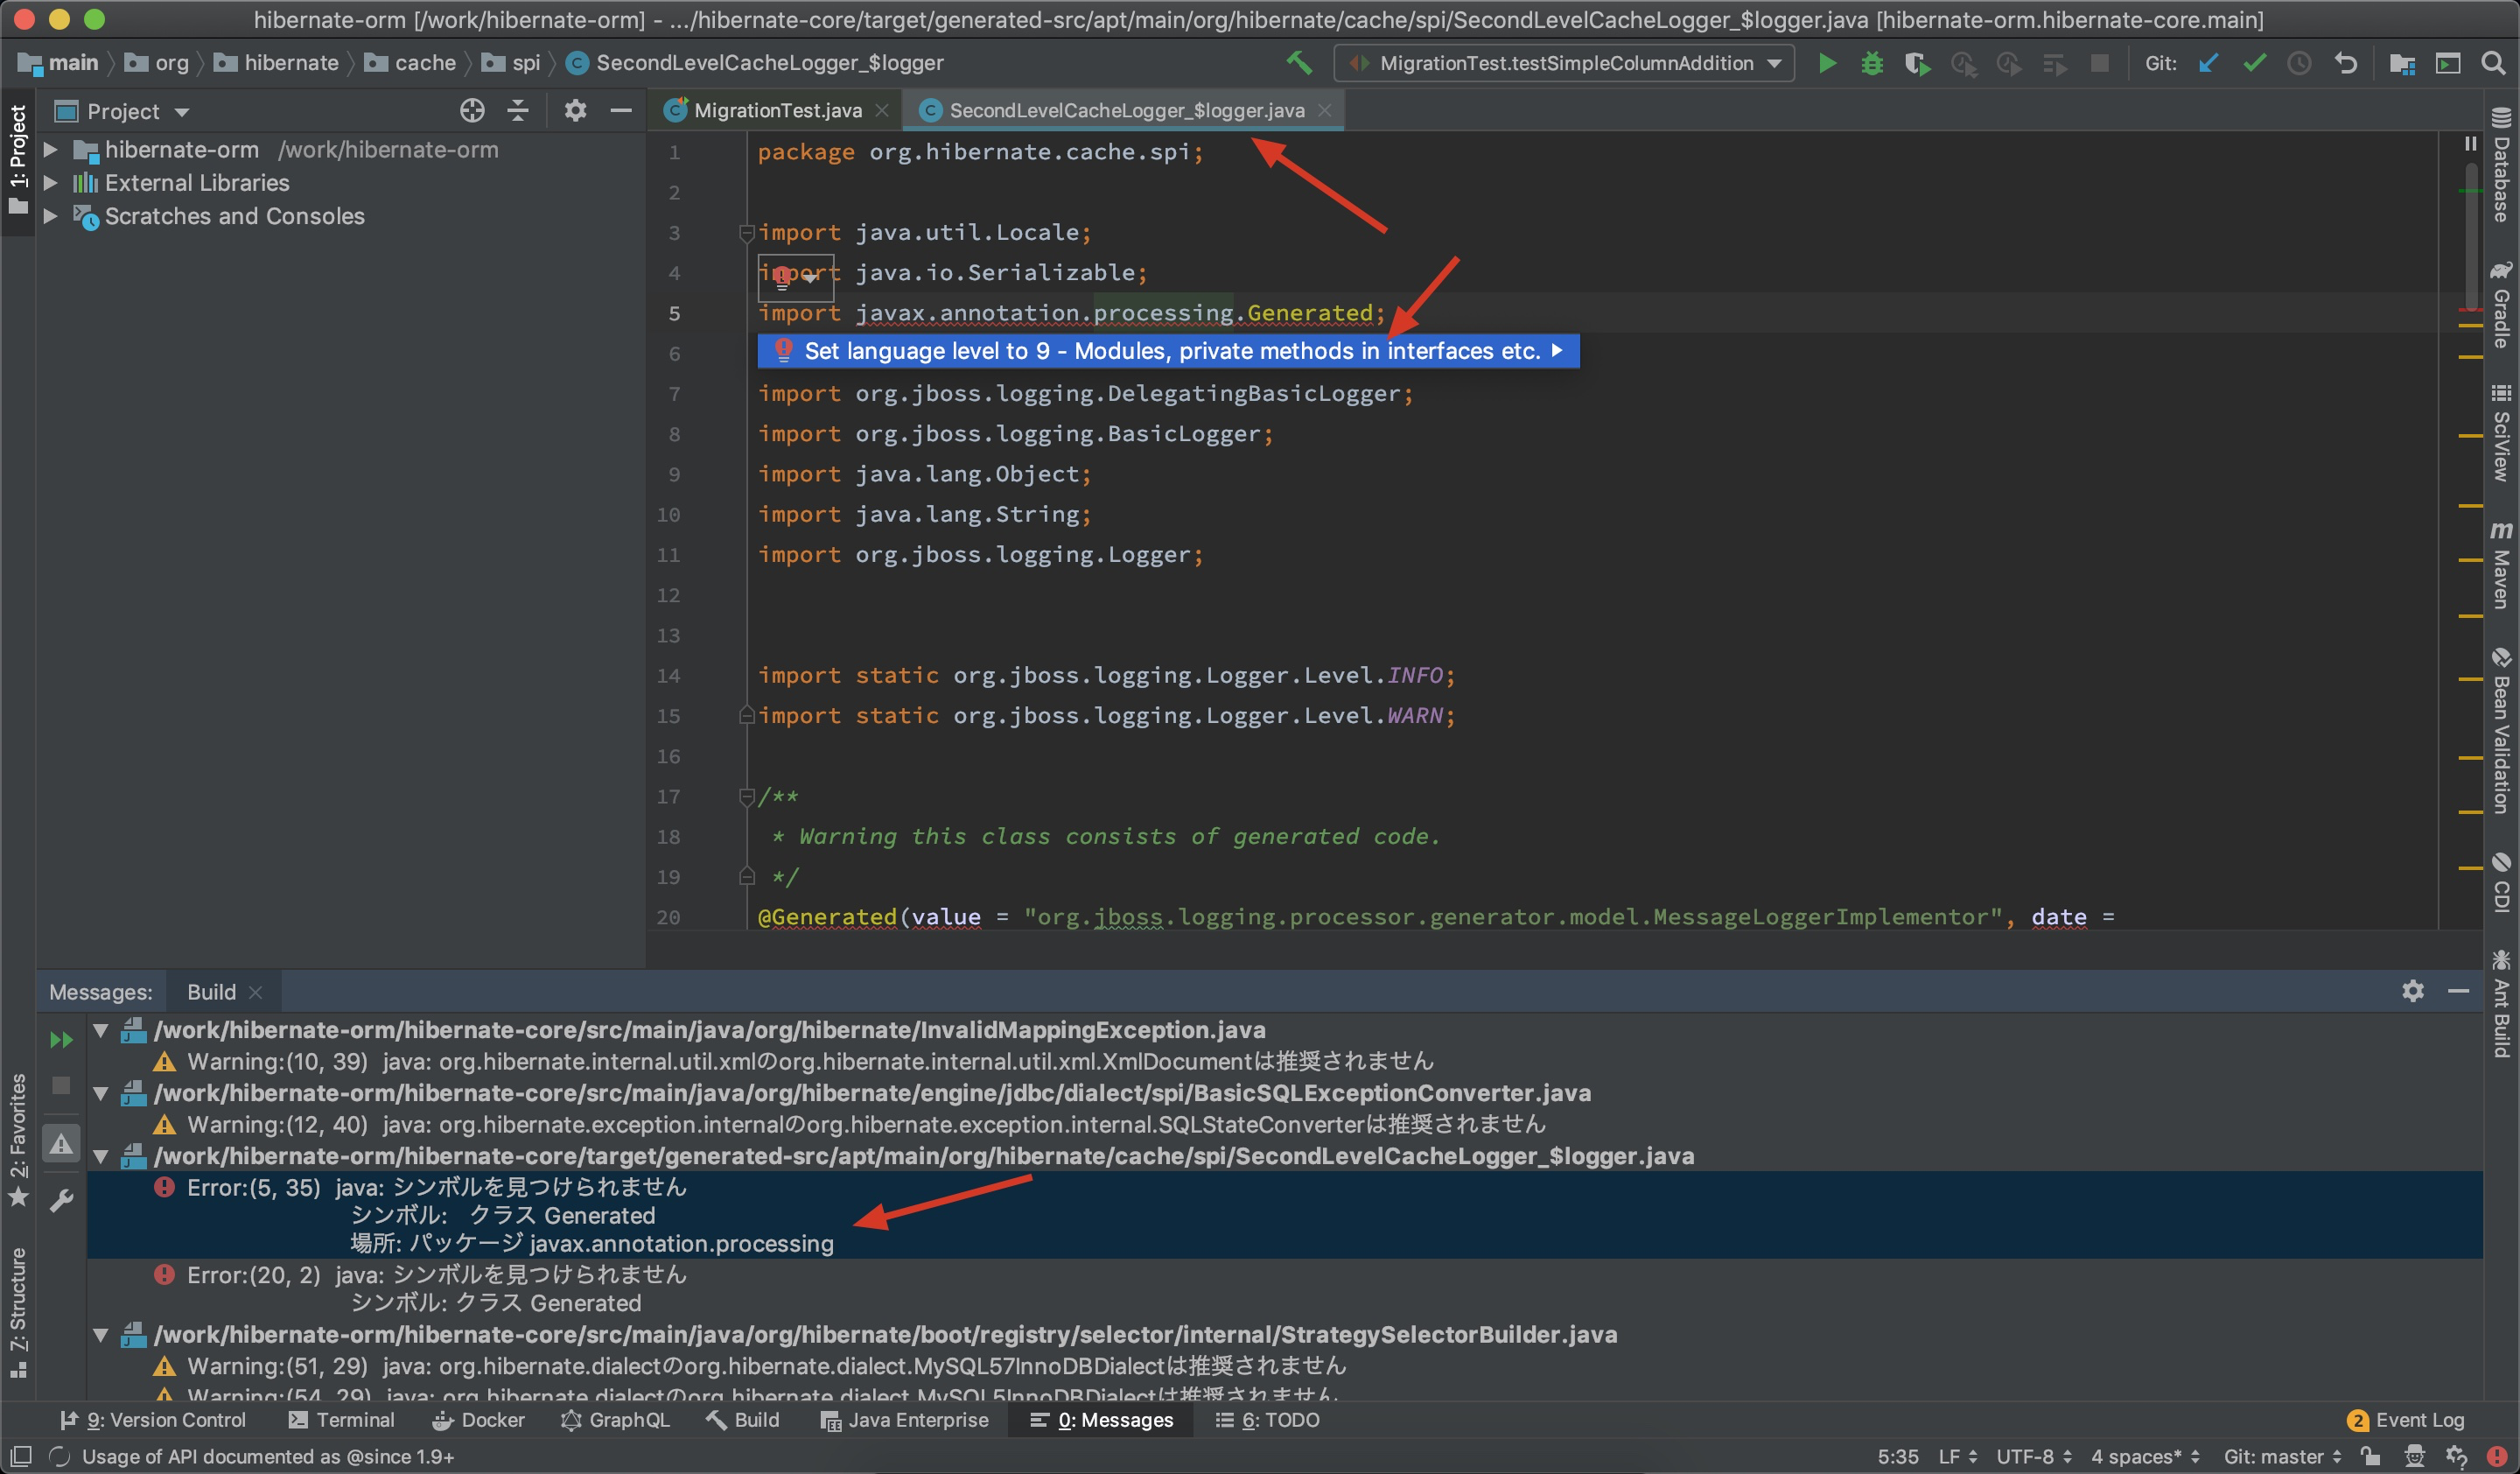 hibernate-orm [/work/hibernate-orm] - .../hibernate-core/target/generated-src/apt/main/org/hibernate/cache/spi/SecondLevelCacheLogger_$logger.java [hibernate-orm.hibernate-core.main]
main org hibernate cache spi SecondLevelCacheLogger_$logger MigrationTest.testSimpleColumnAddition Git:
1: Project
Project
hibernate-orm /work/hibernate-orm
External Libraries
Scratches and Consoles
MigrationTest.java SecondLevelCacheLogger_$logger.java
1 package org.hibernate.cache.spi;
2
3 import java.util.Locale;
4 import java.io.Serializable;
5 import javax.annotation.processing.Generated;
6 Set language level to 9 - Modules, private methods in interfaces etc.
7 import org.jboss.logging.DelegatingBasicLogger;
8 import org.jboss.logging.BasicLogger;
9 import java.lang.Object;
10 import java.lang.String;
11 import org.jboss.logging.Logger;
12
13
14 import static org.jboss.logging.Logger.Level.INFO;
15 import static org.jboss.logging.Logger.Level.WARN;
16
17 /**
18 * Warning this class consists of generated code.
19 */
20 @Generated(value = "org.jboss.logging.processor.generator.model.MessageLoggerImplementor", date =
Database
Gradle
SciView
m Maven
Bean Validation
CDI
Ant Build
Messages: Build
/work/hibernate-orm/hibernate-core/src/main/java/org/hibernate/InvalidMappingException.java
Warning:(10, 39) java: org.hibernate.internal.util.xmlのorg.hibernate.internal.util.xml.XmlDocumentは推奨されません
/work/hibernate-orm/hibernate-core/src/main/java/org/hibernate/engine/jdbc/dialect/spi/BasicSQLExceptionConverter.java
Warning:(12, 40) java: org.hibernate.exception.internalのorg.hibernate.exception.internal.SQLStateConverterは推奨されません
/work/hibernate-orm/hibernate-core/target/generated-src/apt/main/org/hibernate/cache/spi/SecondLevelCacheLogger_$logger.java
Error:(5, 35) java: シンボルを見つけられません
シンボル: クラス Generated
場所: パッケージ javax.annotation.processing
Error:(20, 2) java: シンボルを見つけられません
シンボル: クラス Generated
/work/hibernate-orm/hibernate-core/src/main/java/org/hibernate/boot/registry/selector/internal/StrategySelectorBuilder.java
Warning:(51, 29) java: org.hibernate.dialectのorg.hibernate.dialect.MySQL57InnoDBDialectは推奨されません
Warning:(54, 29) java: org.hibernate.dialectのorg.hibernate.dialect.MySQL5InnoDBDialectは推奨されません
2: Favorites
Z: Structure
9: Version Control Terminal Docker GraphQL Build Java Enterprise 0: Messages 6: TODO 2 Event Log
Usage of API documented as @since 1.9+ 5:35 LF UTF-8 4 spaces* Git: master